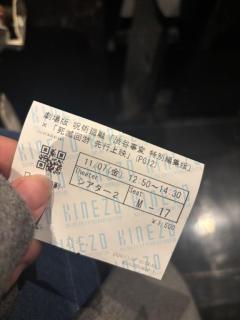 劇場版 呪術廻戦「渋谷事変 特別編集版」
×「死滅回游 先行上映」(PG12)
11/07(金) 12:50~14:30
Theater Seat
シアター2 M-17
¥1,500
KINEZO KINEZO